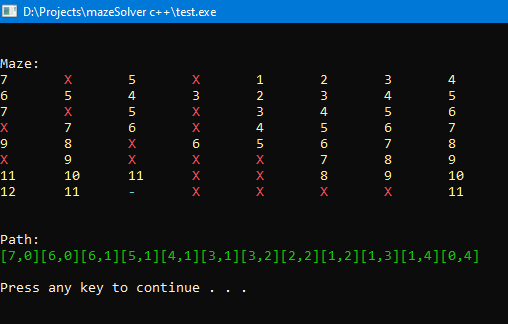 D:\Projects\mazeSolver c++\test.exe
Maze:
7 X 5 X 1 2 3 4
6 5 4 3 2 3 4 5
7 X 5 X 3 4 5 6
X 7 6 X 4 5 6 7
9 8 X 6 5 6 7 8
X 9 X X X 7 8 9
11 10 11 X X 8 9 10
12 11 - X X X X 11
Path:
[7,0][6,0][6,1][5,1][4,1][3,1][3,2][2,2][1,2][1,3][1,4][0,4]
Press any key to continue . . .